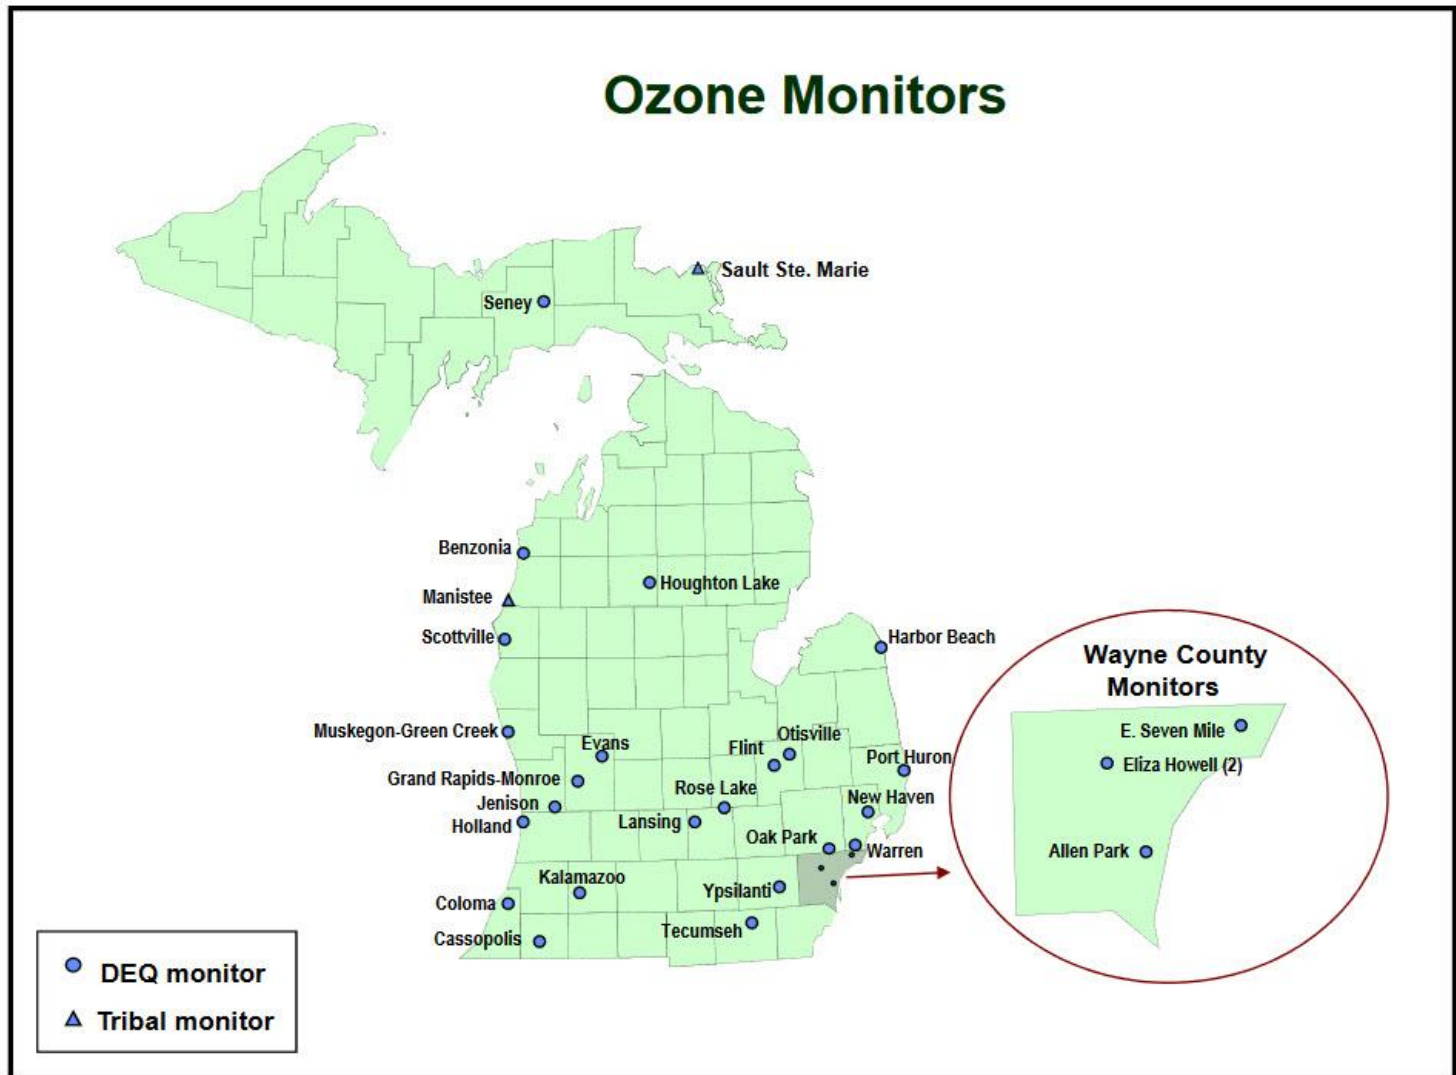 Ozone Monitors
Sault Ste. Marie
Seney
Benzonia
Houghton Lake
Manistee
Scottville
Harbor Beach
Wayne County
Monitors
E. Seven Mile
Eliza Howell (2)
Allen Park
Muskegon-Green Creek
Evans
Flint
Otisville
Port Huron
Grand Rapids-Monroe
Rose Lake
Jenison
New Haven
Holland
Lansing
Oak Park
Warren
Kalamazoo
Ypsilanti
Coloma
Tecumseh
Cassopolis
DEQ monitor
Tribal monitor